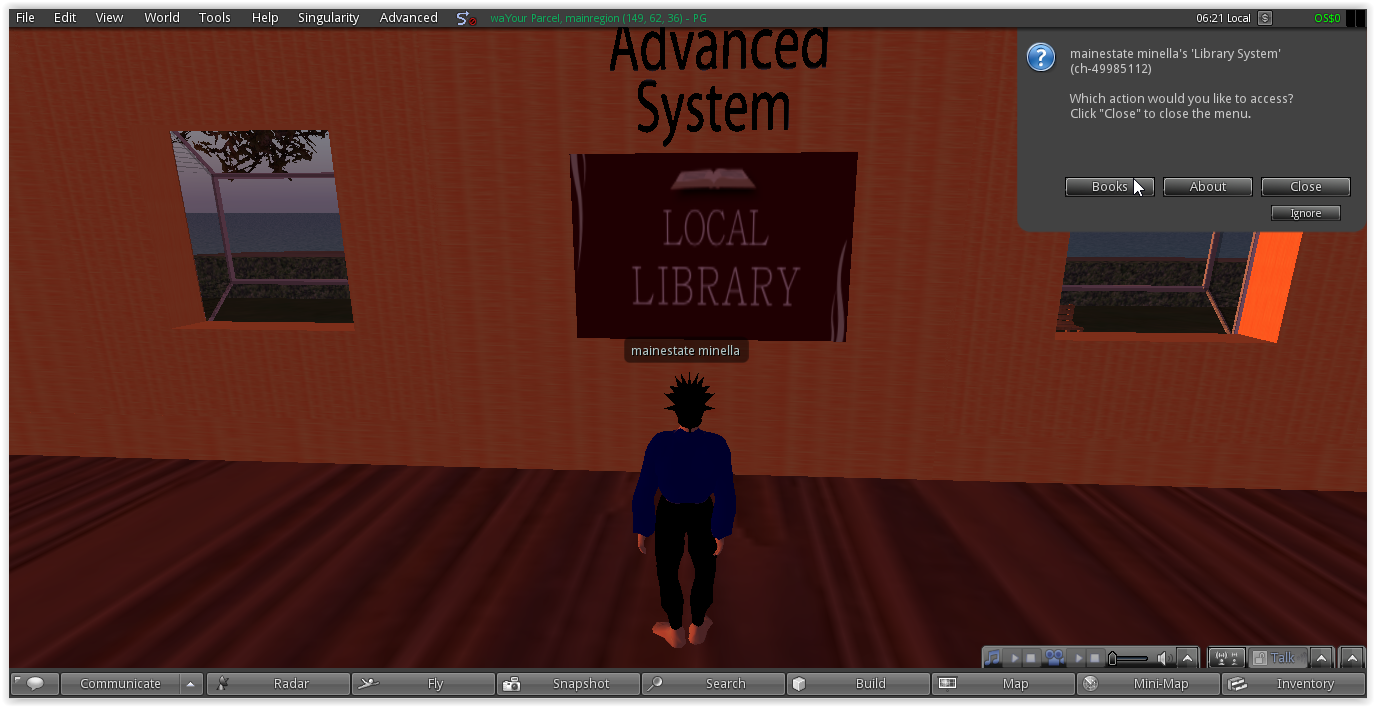 File Edit View World Tools Help Singularity Advanced waYour Parcel, mainregion (149, 62, 36) - PG 06:21 Local $ OS$0
Advanced
System
mainestate minella's 'Library System'
(ch-49985112)
Which action would you like to access?
Click "Close" to close the menu.
Books About Close
Ignore
LOCAL
LIBRARY
mainestate minella
Talk
Communicate Radar Fly Snapshot Search Build Map Mini-Map Inventory